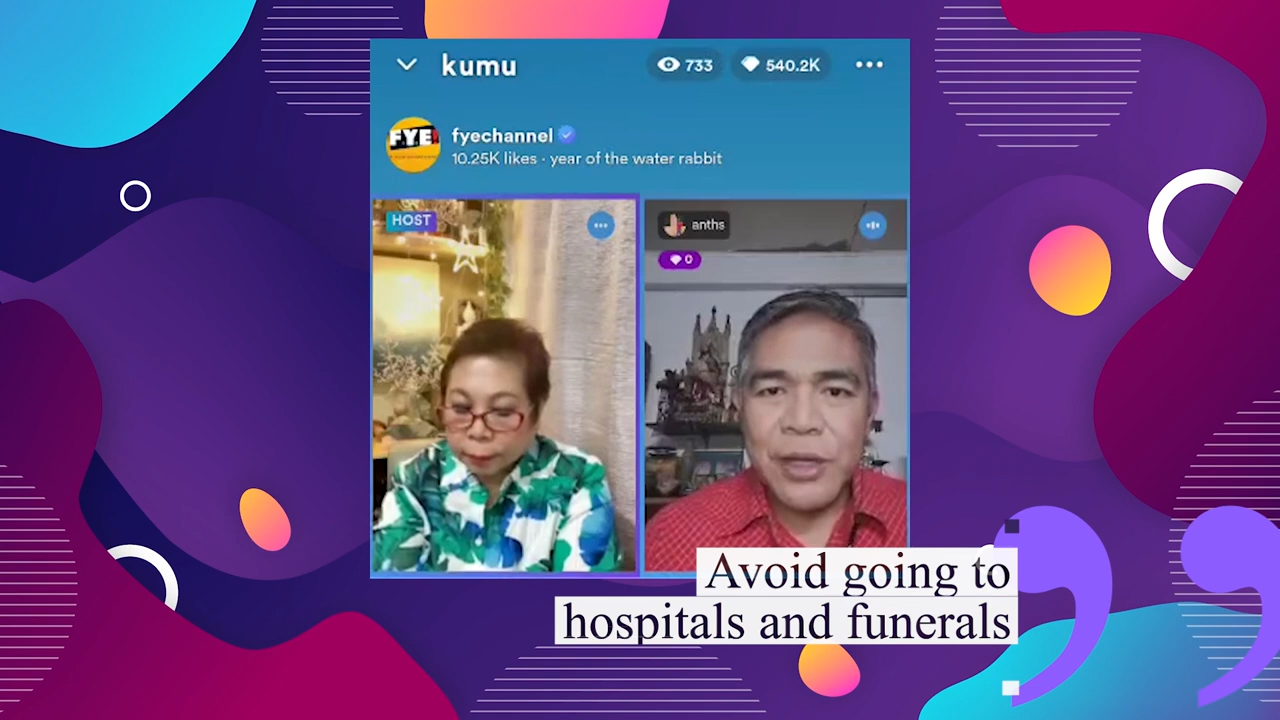 kumu
733
540.2K
FYE
fyechannel
10.25K likes · year of the water rabbit
HOST
anths
0
Avoid going to
hospitals and funerals